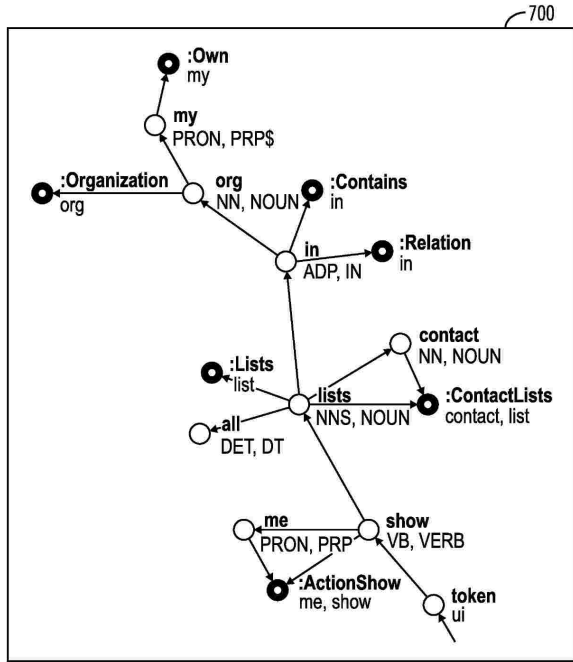 700
:Own
my
my
PRON, PRP$
:Organization
org
org
NN, NOUN
:Contains
in
:Relation
in
in
ADP, IN
contact
NN, NOUN
:Lists
list
lists
NNS, NOUN
:ContactLists
contact, list
all
DET, DT
me
PRON, PRP
show
VB, VERB
:ActionShow
me, show
token
ui